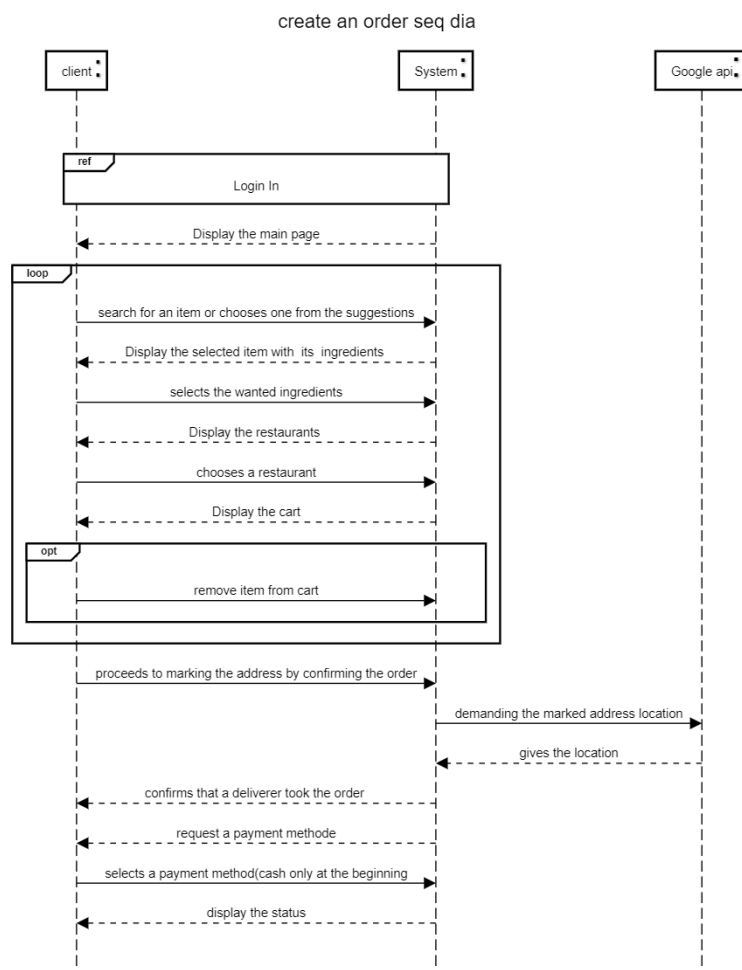 create an order seq dia
client
System
Google api
ref
Login In
Display the main page
loop
search for an item or chooses one from the suggestions
Display the selected item with its ingredients
selects the wanted ingredients
Display the restaurants
chooses a restaurant
Display the cart
opt
remove item from cart
proceeds to marking the address by confirming the order
demanding the marked address location
gives the location
confirms that a deliverer took the order
request a payment methode
selects a payment method(cash only at the beginning
display the status